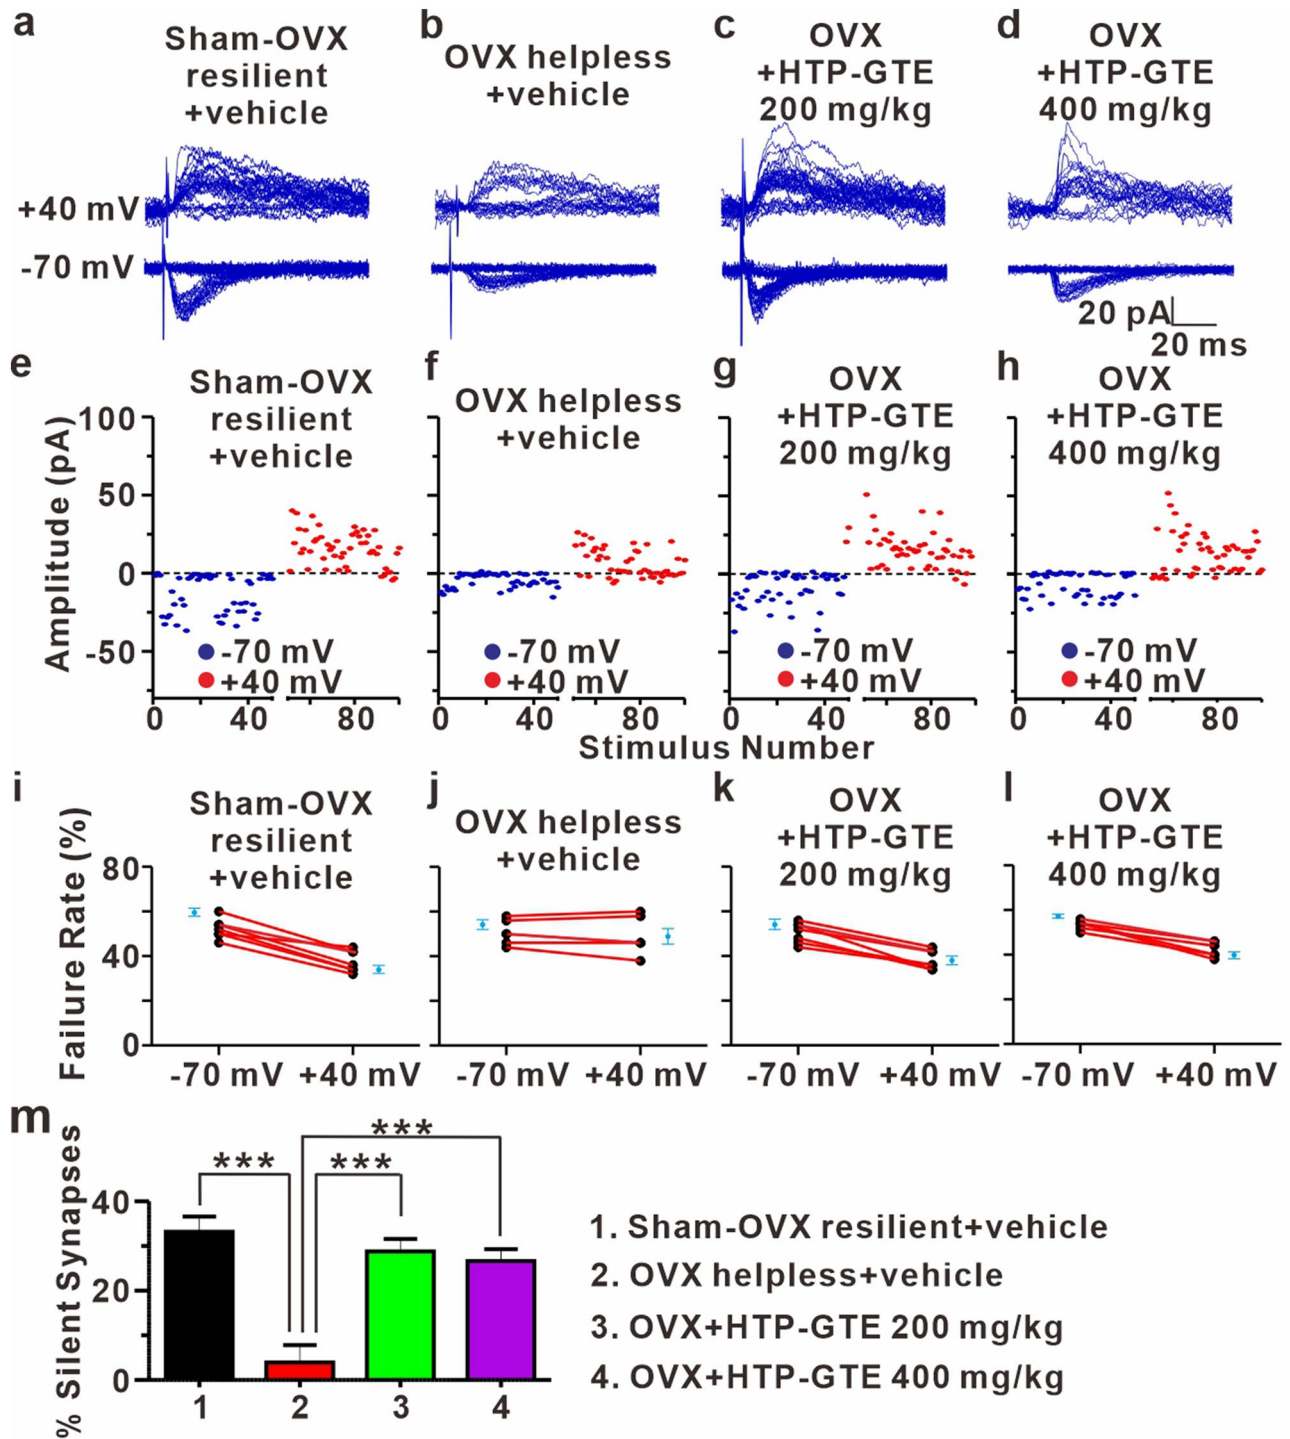 a
Sham-OVX
resilient
+vehicle
b
OVX helpless
+vehicle
c
OVX
+HTP-GTE
200 mg/kg
d
OVX
+HTP-GTE
400 mg/kg
+40 mV
-70 mV
20 pA
20 ms
e
Sham-OVX
resilient
+vehicle
f
OVX helpless
+vehicle
g
OVX
+HTP-GTE
200 mg/kg
h
OVX
+HTP-GTE
400 mg/kg
Amplitude (pA)
100
50
0
-50
-70 mV
+40 mV
-70 mV
+40 mV
-70 mV
+40 mV
-70 mV
+40 mV
0 40 80
0 40 80
0 40 80
0 40 80
Stimulus Number
i
Sham-OVX
resilient
+vehicle
j
OVX helpless
+vehicle
k
OVX
+HTP-GTE
200 mg/kg
l
OVX
+HTP-GTE
400 mg/kg
Failure Rate (%)
80
40
0
-70 mV +40 mV
-70 mV +40 mV
-70 mV +40 mV
-70 mV +40 mV
m
% Silent Synapses
40
20
0
***
***
***
1 2 3 4
1. Sham-OVX resilient+vehicle
2. OVX helpless+vehicle
3. OVX+HTP-GTE 200 mg/kg
4. OVX+HTP-GTE 400 mg/kg